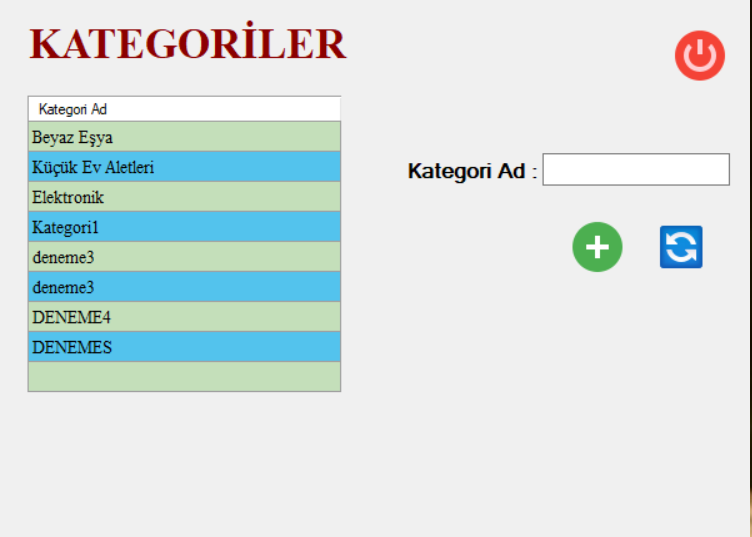 KATEGORİLER
Kategori Ad
Beyaz Eşya
Küçük Ev Aletleri
Elektronik
Kategori1
deneme3
deneme3
DENEME4
DENEMES
Kategori Ad :